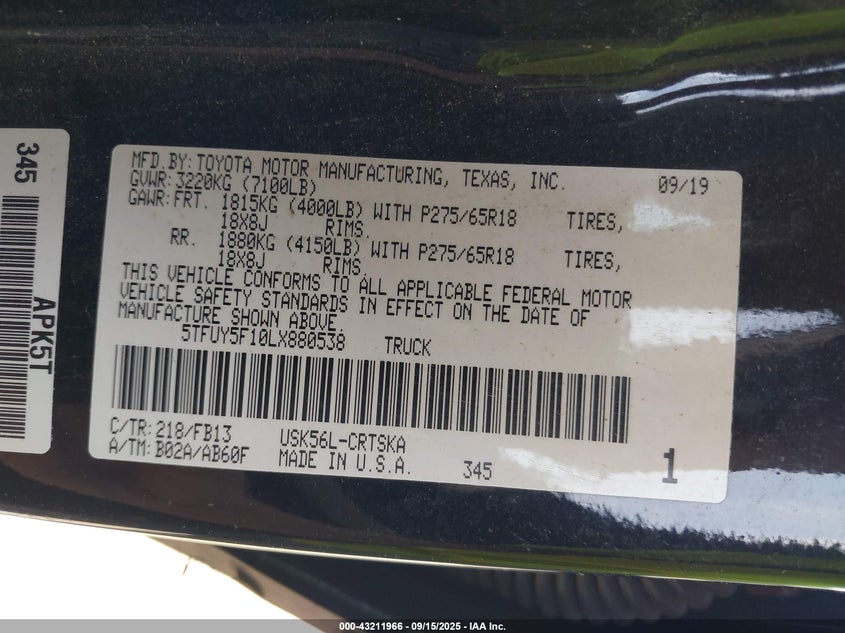 345
APK5T
MFD.BY:TOYOTA MOTOR MANUFACTURING, TEXAS, INC. 09/19
GVWR:3220KG (7100LB)
GAWR:FRT. 1815KG (4000LB) WITH P275/65R18 TIRES,
18X8J RIMS.
RR. 1880KG (4150LB) WITH P275/65R18 TIRES,
18X8J RIMS.
THIS VEHICLE CONFORMS TO ALL APPLICABLE FEDERAL MOTOR
VEHICLE SAFETY STANDARDS IN EFFECT ON THE DATE OF
MANUFACTURE SHOWN ABOVE.
5TFUY5F10LX880538 TRUCK
C/TR:218/FB13 USK56L-CRTSKA
A/TM:B02A/AB60F MADE IN U.S.A. 345 1
000-43211966 - 09/15/2025 - IAA Inc.